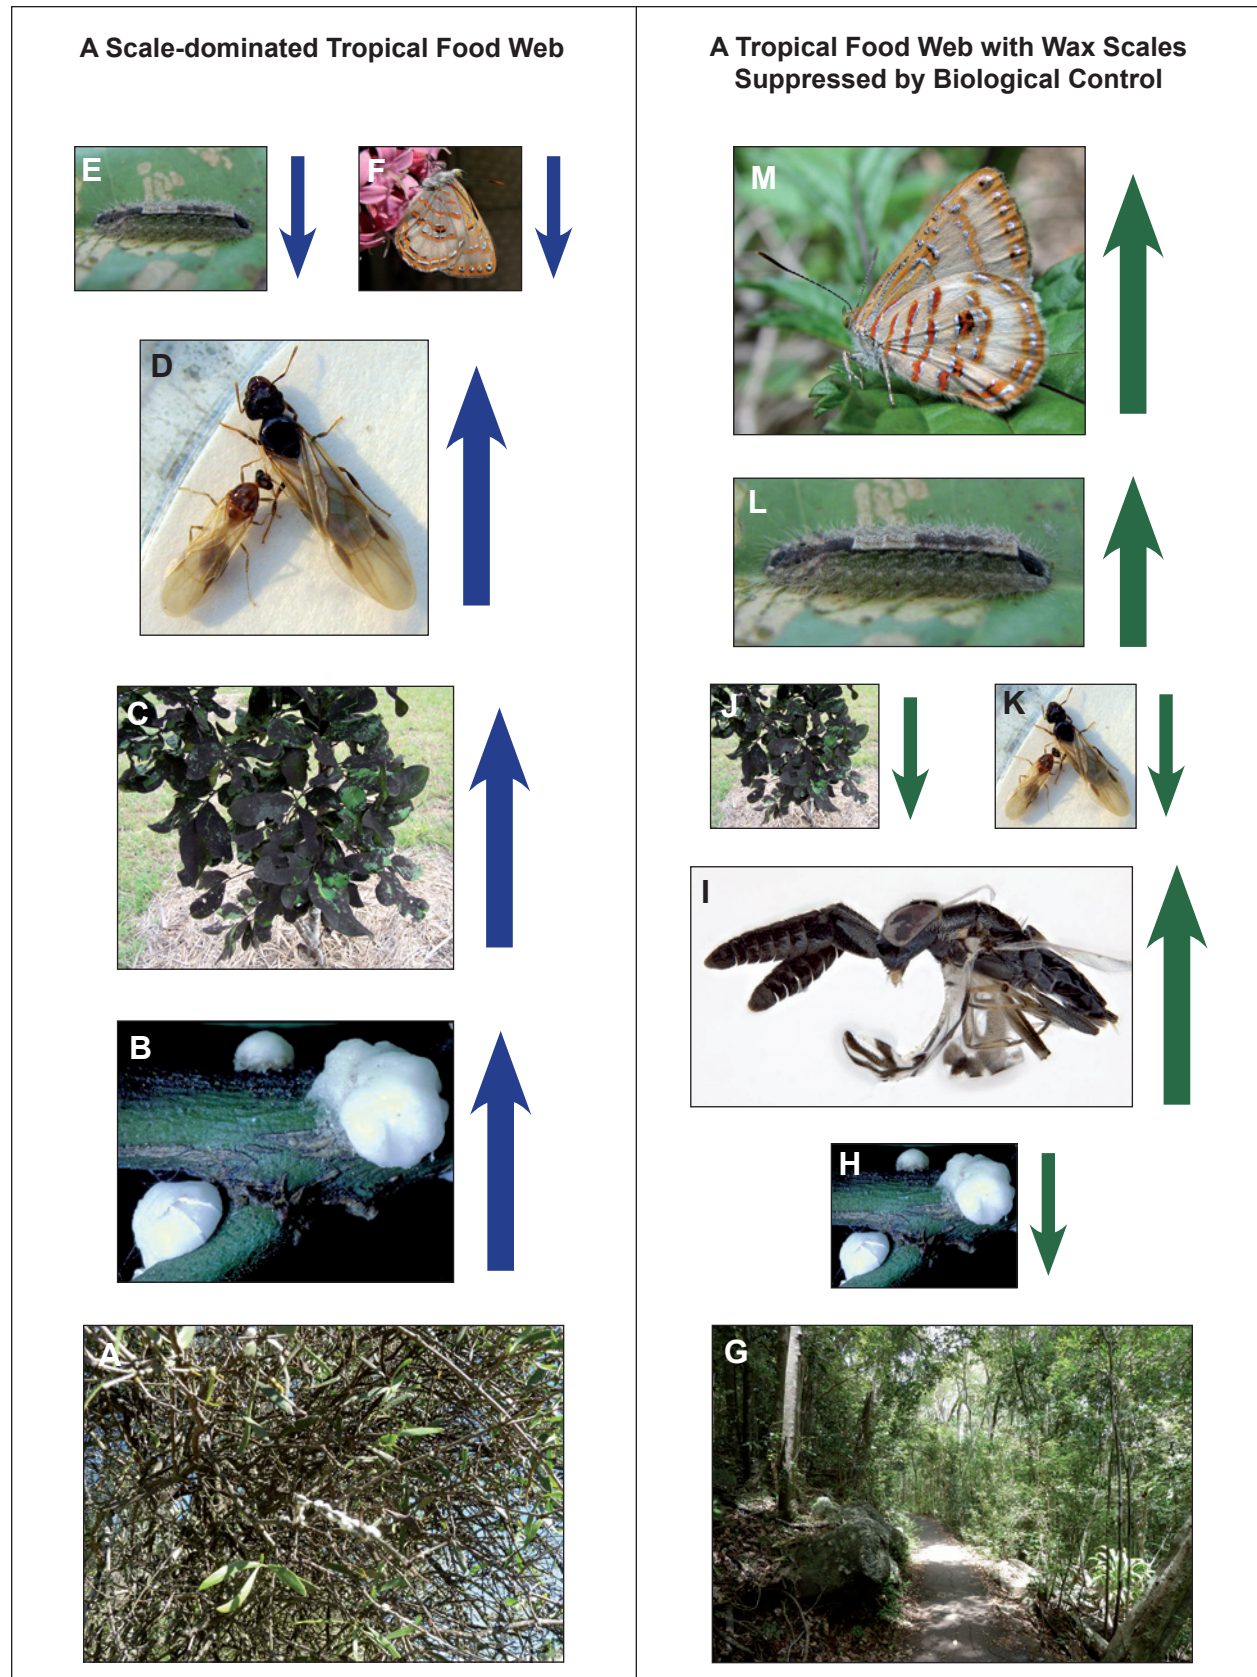 A Scale-dominated Tropical Food Web
A Tropical Food Web with Wax Scales
Suppressed by Biological Control
E
F
D
C
B
A
M
L
J
K
I
H
G